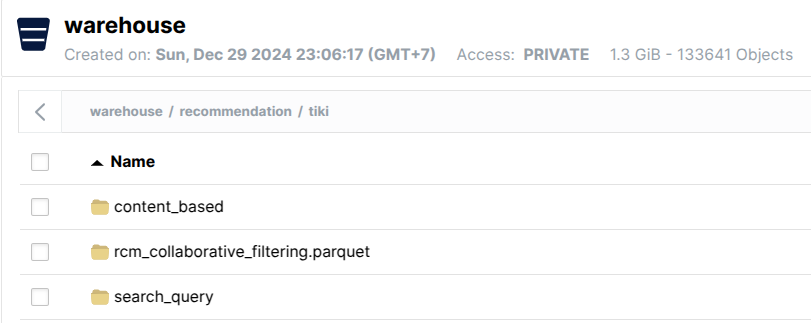 warehouse
Created on: Sun, Dec 29 2024 23:06:17 (GMT+7) Access: PRIVATE 1.3 GiB - 133641 Objects
warehouse / recommendation / tiki
Name
content_based
rcm_collaborative_filtering.parquet
search_query